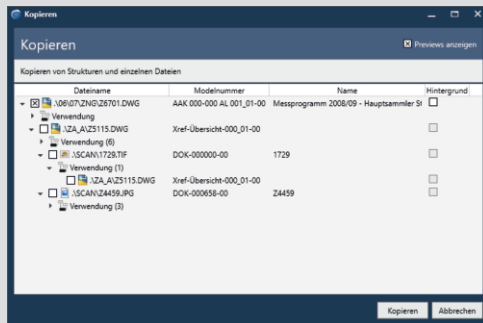 Kopieren
Kopieren
Previews anzeigen
Kopieren von Strukturen und einzelnen Dateien
Dateiname Modelnummer Name Hintergrund
.\06\07\ZNG\Z6701.DWG AAK 000-000 AL 001_01-00 Messprogramm 2008/09 - Hauptsammler St
Verwendung
.\ZA_A\Z5115.DWG Xref-Übersicht-000_01-00
Verwendung (6)
.\SCAN\1729.TIF DOK-000000-00 1729
Verwendung (1)
.\ZA_A\Z5115.DWG Xref-Übersicht-000_01-00
.\SCAN\Z4459.JPG DOK-000658-00 Z4459
Verwendung (3)
Kopieren Abbrechen